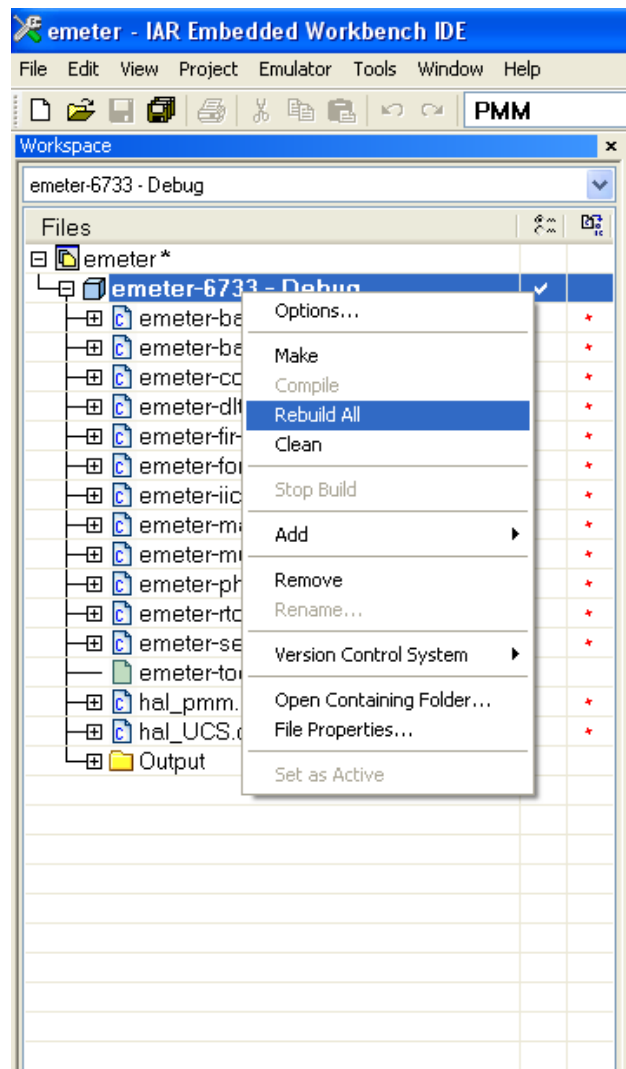 emeter - IAR Embedded Workbench IDE
File Edit View Project Emulator Tools Window Help
PMM
Workspace x
emeter-6733 - Debug
Files
emeter *
emeter-6733 - Debug
Options...
emeter-ba
emeter-ba
Make
emeter-co
Compile
emeter-dlt
Rebuild All
emeter-fir-
Clean
emeter-for
emeter-iic
Stop Build
emeter-ma
Add
emeter-mu
emeter-ph
Remove
emeter-rtc
Rename...
emeter-se
Version Control System
emeter-to
hal_pmm.
Open Containing Folder...
hal_UCS.c
File Properties...
Output
Set as Active